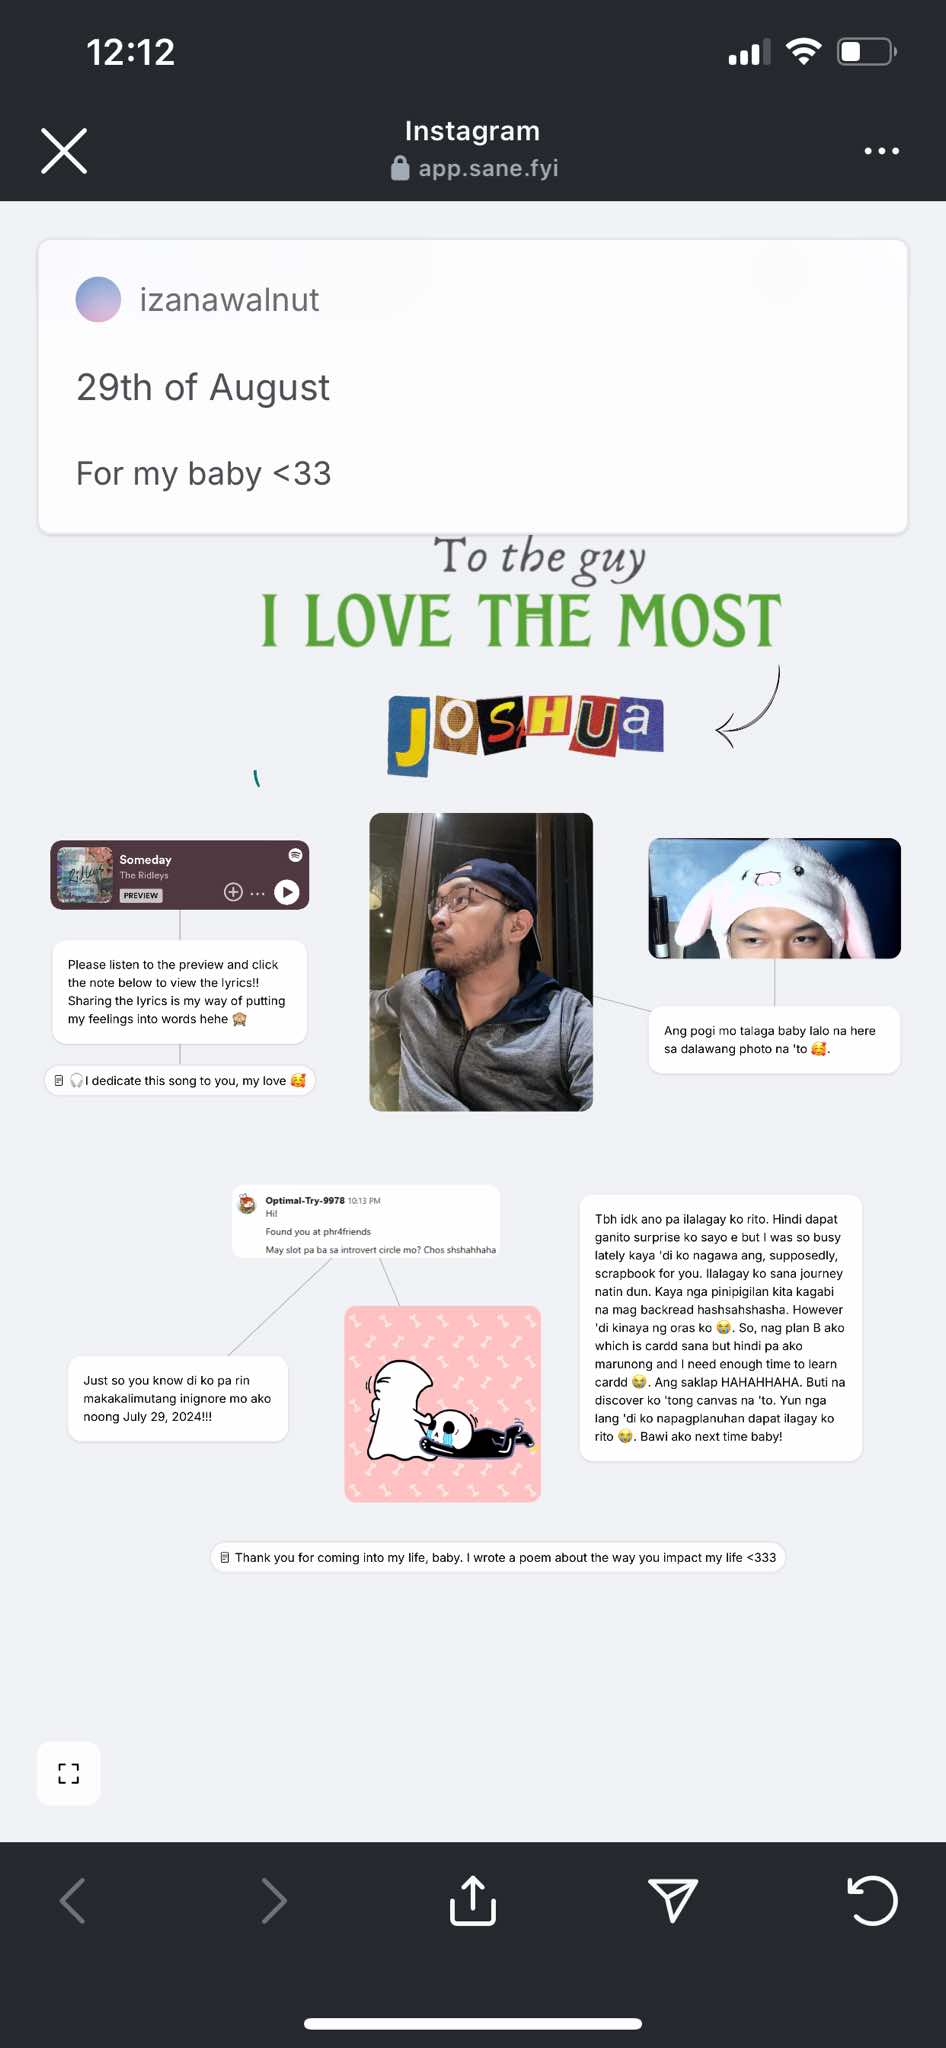 12:12
Instagram
app.sane.fyi
izanawalnut
29th of August
For my baby <33
To the guy
I LOVE THE MOST
JOSHUa
Someday
The Ridleys
PREVIEW
Please listen to the preview and click
the note below to view the lyrics!!
Sharing the lyrics is my way of putting
my feelings into words hehe 🙊
🎧I dedicate this song to you, my love 🥰
Ang pogi mo talaga baby lalo na here
sa dalawang photo na 'to 🥰.
Optimal-Try-9978 10:13 PM
Hi!
Found you at phr4friends
May slot pa ba sa introvert circle mo? Chos shshahhaha
Just so you know di ko pa rin
makakalimutang inignore mo ako
noong July 29, 2024!!!
Tbh idk ano pa ilalagay ko rito. Hindi dapat
ganito surprise ko sayo e but I was so busy
lately kaya 'di ko nagawa ang, supposedly,
scrapbook for you. Ilalagay ko sana journey
natin dun. Kaya nga pinipigilan kita kagabi
na mag backread hashsahshasha. However
'di kinaya ng oras ko 😭. So, nag plan B ako
which is cardd sana but hindi pa ako
marunong and I need enough time to learn
cardd 😭. Ang saklap HAHAHHAHA. Buti na
discover ko 'tong canvas na 'to. Yun nga
lang 'di ko napagplanuhan dapat ilagay ko
rito 😭. Bawi ako next time baby!
Thank you for coming into my life, baby. I wrote a poem about the way you impact my life <333